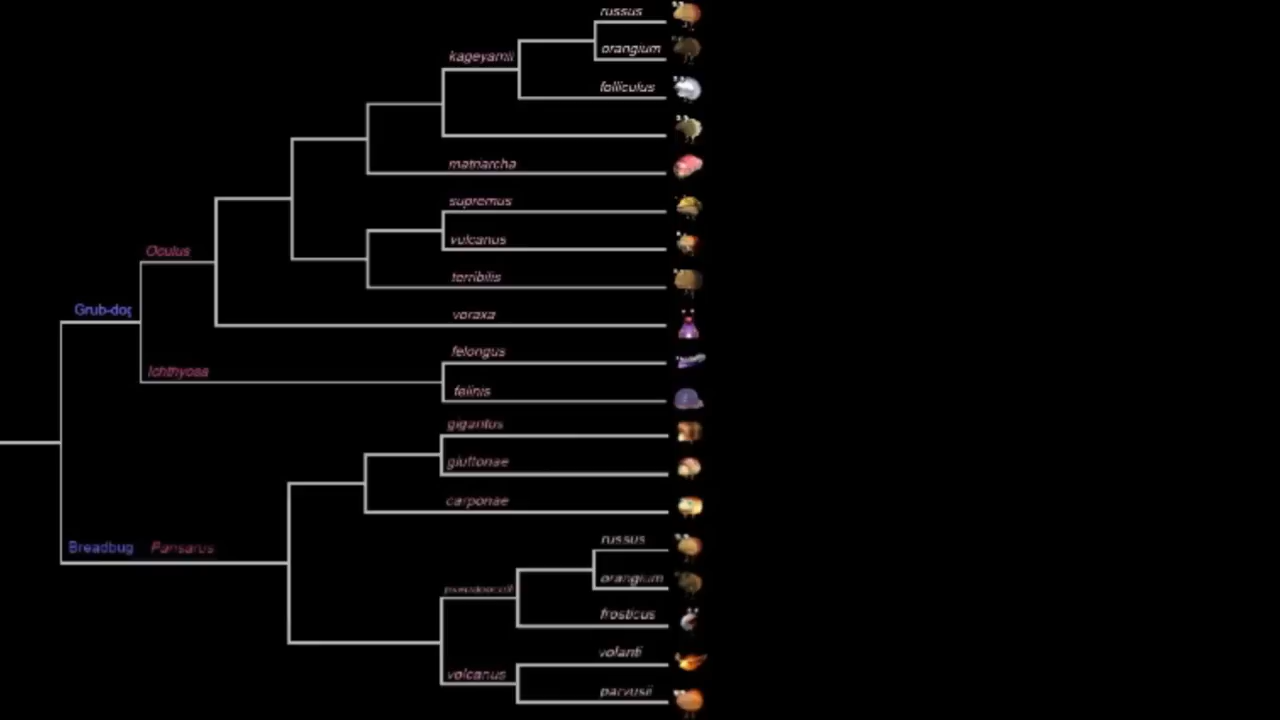 russus
orangium
kageyamii
folliculus
matriarcha
supremus
vulcanus
Oculus
terribilis
Grub-dog
voraxa
felongus
Ichthyosa
felinis
gigantus
gluttonae
carponae
russus
Breadbug Pansarus
orangium
frosticus
volanti
volcanus
parvusii